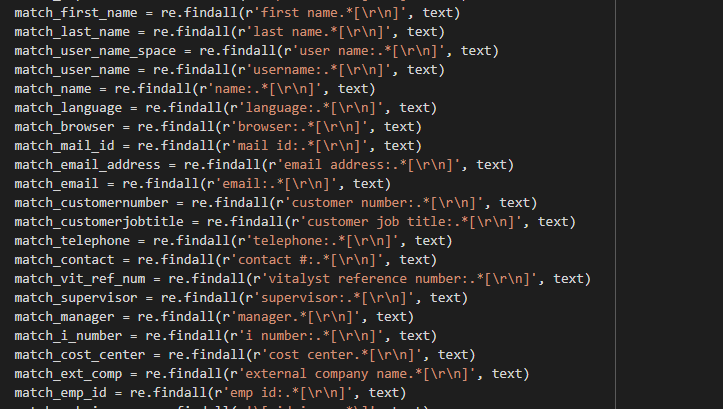 match_first_name = re.findall(r'first name.*[\r\n]', text)
match_last_name = re.findall(r'last name.*[\r\n]', text)
match_user_name_space = re.findall(r'user name:.*[\r\n]', text)
match_user_name = re.findall(r'username:.*[\r\n]', text)
match_name = re.findall(r'name:.*[\r\n]', text)
match_language = re.findall(r'language:.*[\r\n]', text)
match_browser = re.findall(r'browser:.*[\r\n]', text)
match_mail_id = re.findall(r'mail id:.*[\r\n]', text)
match_email_address = re.findall(r'email address:.*[\r\n]', text)
match_email = re.findall(r'email:.*[\r\n]', text)
match_customernumber = re.findall(r'customer number:.*[\r\n]', text)
match_customerjobtitle = re.findall(r'customer job title:.*[\r\n]', text)
match_telephone = re.findall(r'telephone:.*[\r\n]', text)
match_contact = re.findall(r'contact #:.*[\r\n]', text)
match_vit_ref_num = re.findall(r'vitalyst reference number:.*[\r\n]', text)
match_supervisor = re.findall(r'supervisor:.*[\r\n]', text)
match_manager = re.findall(r'manager.*[\r\n]', text)
match_i_number = re.findall(r'i number:.*[\r\n]', text)
match_cost_center = re.findall(r'cost center.*[\r\n]', text)
match_ext_comp = re.findall(r'external company name.*[\r\n]', text)
match_emp_id = re.findall(r'emp id:.*[\r\n]', text)